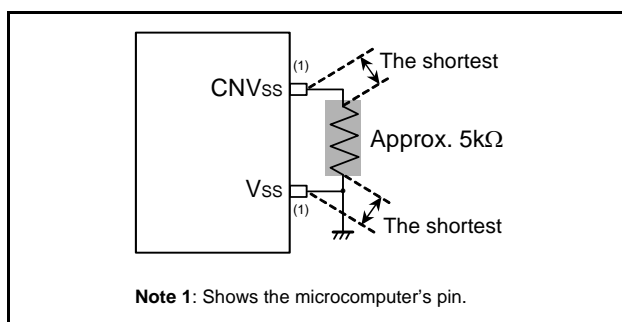 (1)
The shortest
CNVss
Approx. 5kΩ
Vss
(1)
The shortest
Note 1: Shows the microcomputer's pin.